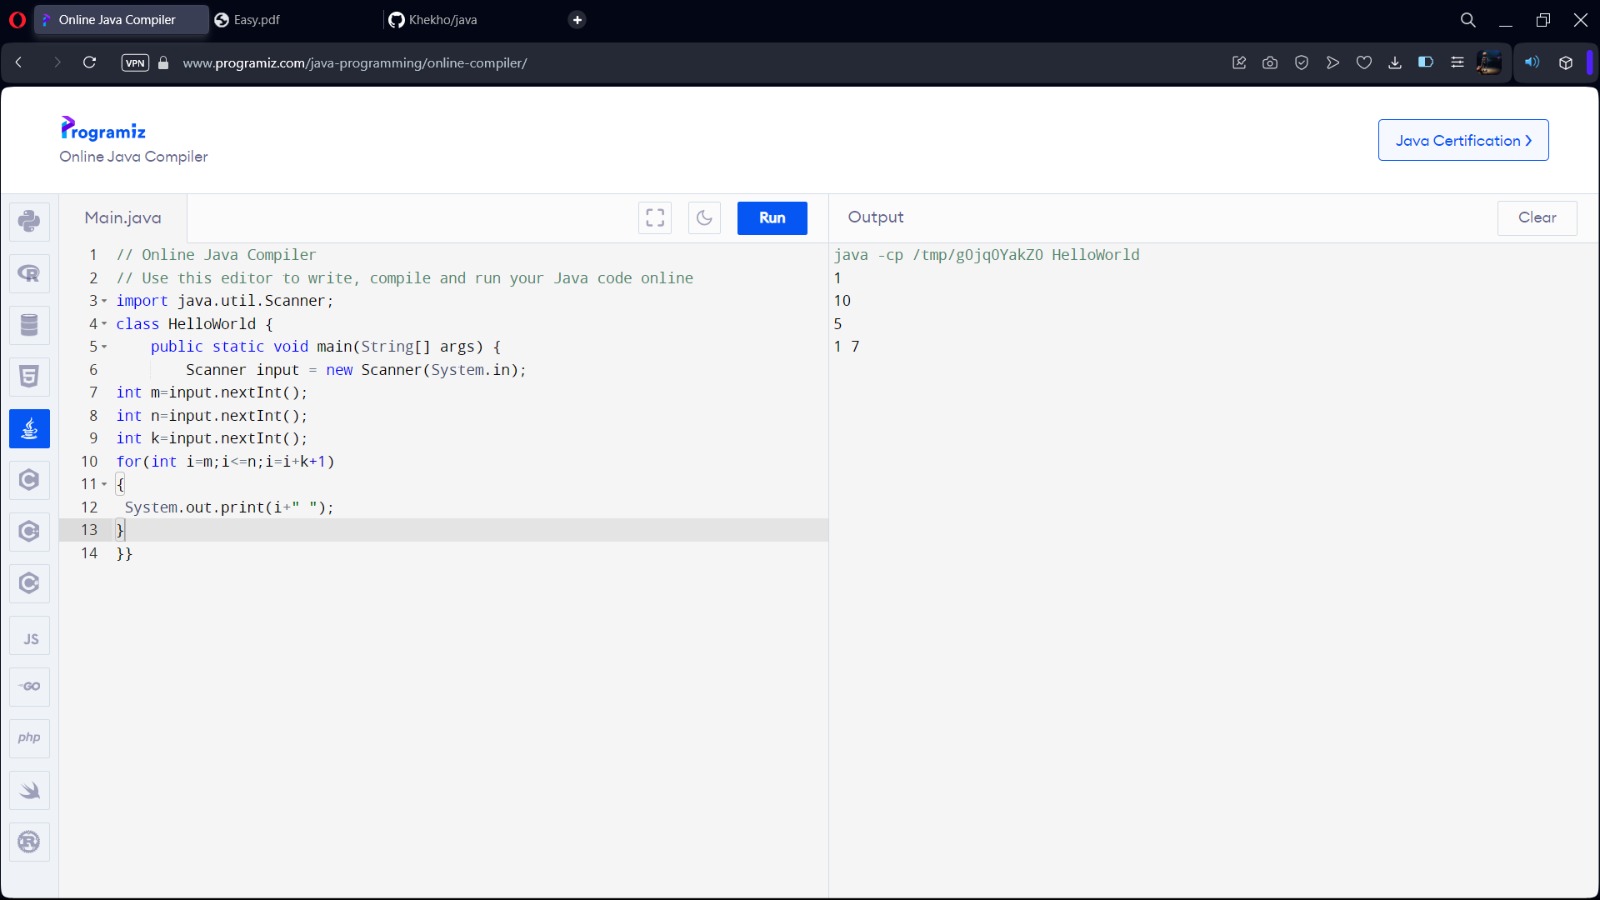 Online Java Compiler
Easy.pdf
Khekho/java
VPN
www.programiz.com/java-programming/online-compiler/
Programiz
Online Java Compiler
Java Certification
Main.java
Run
Output
Clear
1 // Online Java Compiler
2 // Use this editor to write, compile and run your Java code online
3 import java.util.Scanner;
4 class HelloWorld {
5 public static void main(String[] args) {
6 Scanner input = new Scanner(System.in);
7 int m=input.nextInt();
8 int n=input.nextInt();
9 int k=input.nextInt();
10 for(int i=m;i<=n;i=i+k+1)
11 {
12 System.out.print(i+" ");
13 }
14 }}
java -cp /tmp/g0jq0YakZ0 HelloWorld
1
10
5
1 7
JS
GO
php